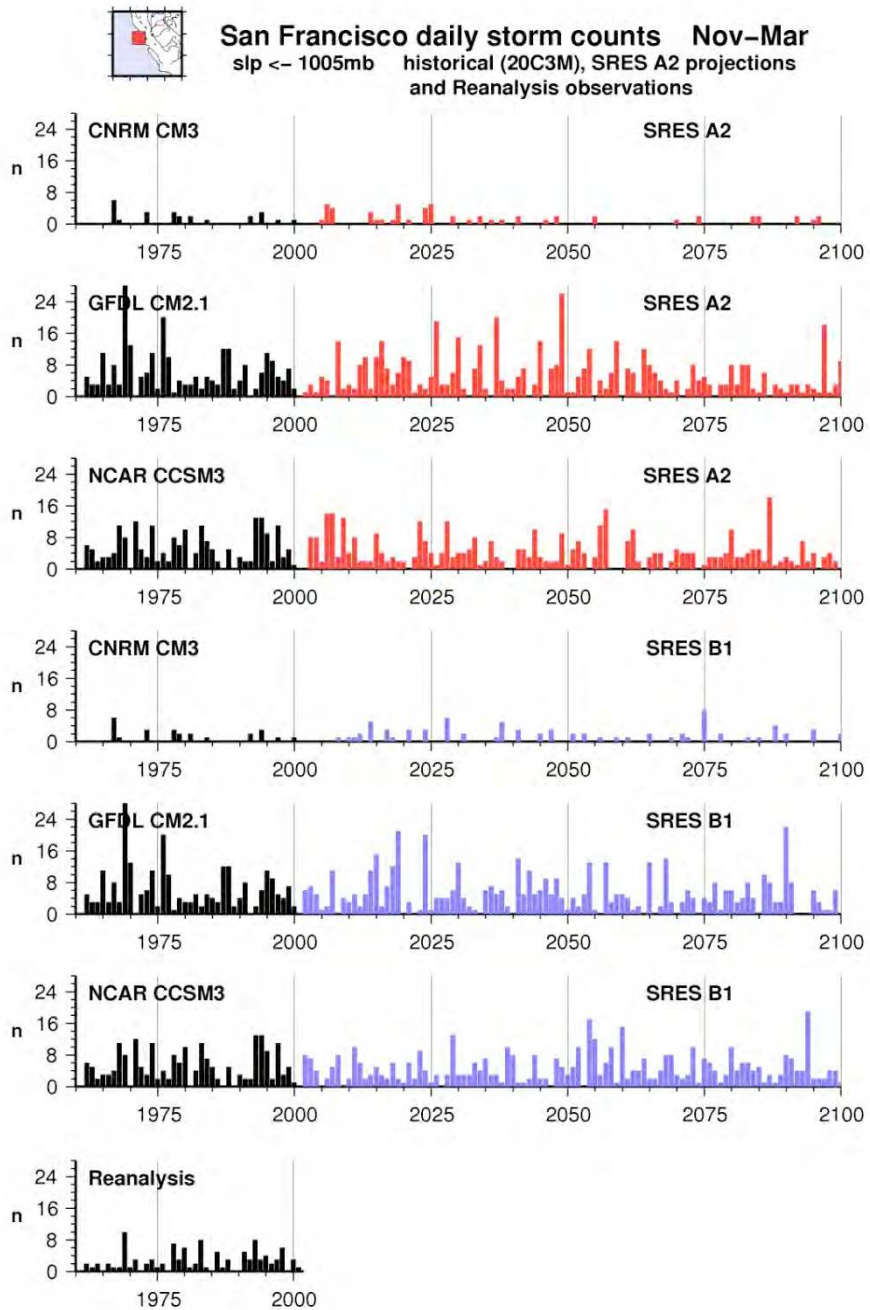 San Francisco daily storm counts Nov-Mar
slp <- 1005mb historical (20C3M), SRES A2 projections
and Reanalysis observations
CNRM CM3 SRES A2
n
28
24
16
8
0
1975 2000 2025 2050 2075 2100
GFDL CM2.1 SRES A2
n
24
16
8
0
1975 2000 2025 2050 2075 2100
NCAR CCSM3 SRES A2
n
24
16
8
0
1975 2000 2025 2050 2075 2100
CNRM CM3 SRES B1
n
24
16
8
0
1975 2000 2025 2050 2075 2100
GFDL CM2.1 SRES B1
n
24
16
8
0
1975 2000 2025 2050 2075 2100
NCAR CCSM3 SRES B1
n
24
16
8
0
1975 2000 2025 2050 2075 2100
Reanalysis
n
24
16
8
0
1975 2000